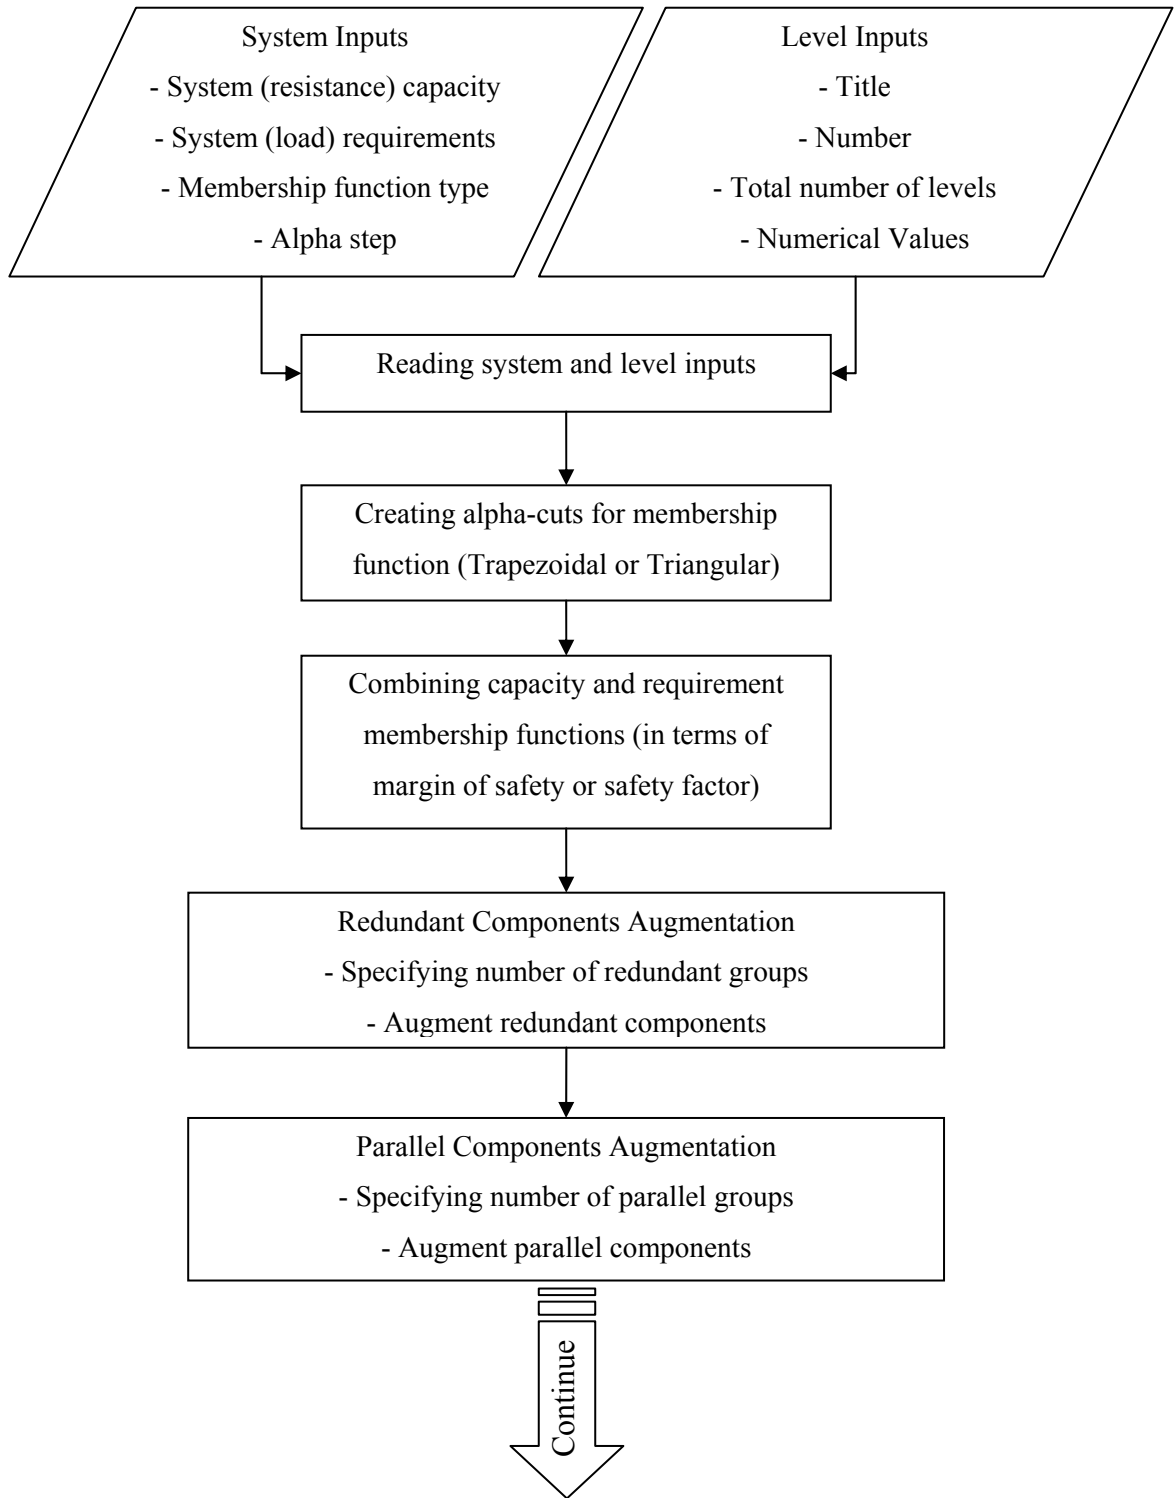 System Inputs
- System (resistance) capacity
- System (load) requirements
- Membership function type
- Alpha step
Level Inputs
- Title
- Number
- Total number of levels
- Numerical Values
Reading system and level inputs
Creating alpha-cuts for membership
function (Trapezoidal or Triangular)
Combining capacity and requirement
membership functions (in terms of
margin of safety or safety factor)
Redundant Components Augmentation
- Specifying number of redundant groups
- Augment redundant components
Parallel Components Augmentation
- Specifying number of parallel groups
- Augment parallel components
Continue